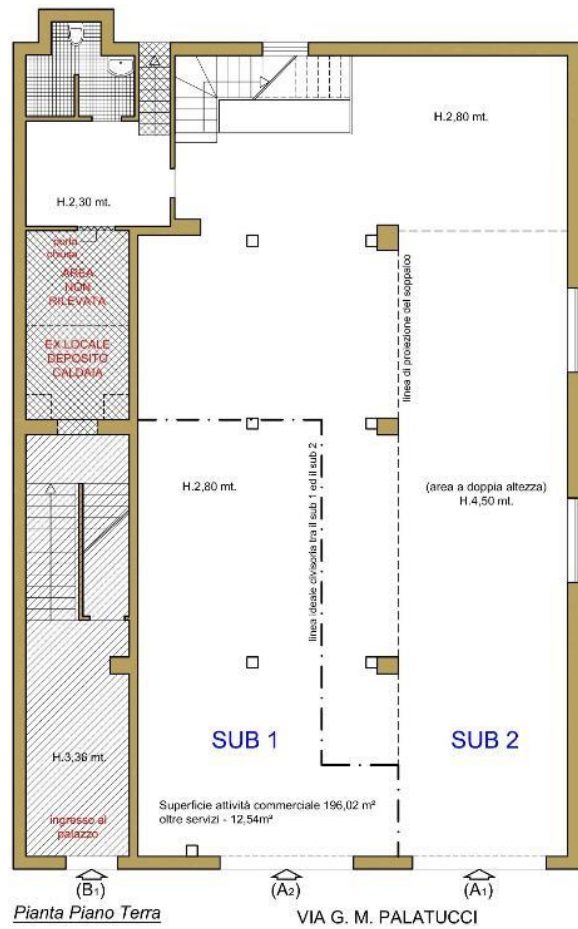 H.2,80 mt.
H.2,30 mt.
porta
chiusa
AREA
NON
RILEVATA
EX LOCALE
DEPOSITO
CALDAIA
linea di proiezione del soppalco
H.2,80 mt.
linea ideale divisoria tra il sub 1 ed il sub 2
(area a doppia altezza)
H.4,50 mt.
SUB 1
SUB 2
H.3,36 mt.
Superficie attività commerciale 196,02 m²
oltre servizi - 12,54m²
ingresso al
palazzo
(B1)
(A2)
(A1)
Pianta Piano Terra
VIA G. M. PALATUCCI